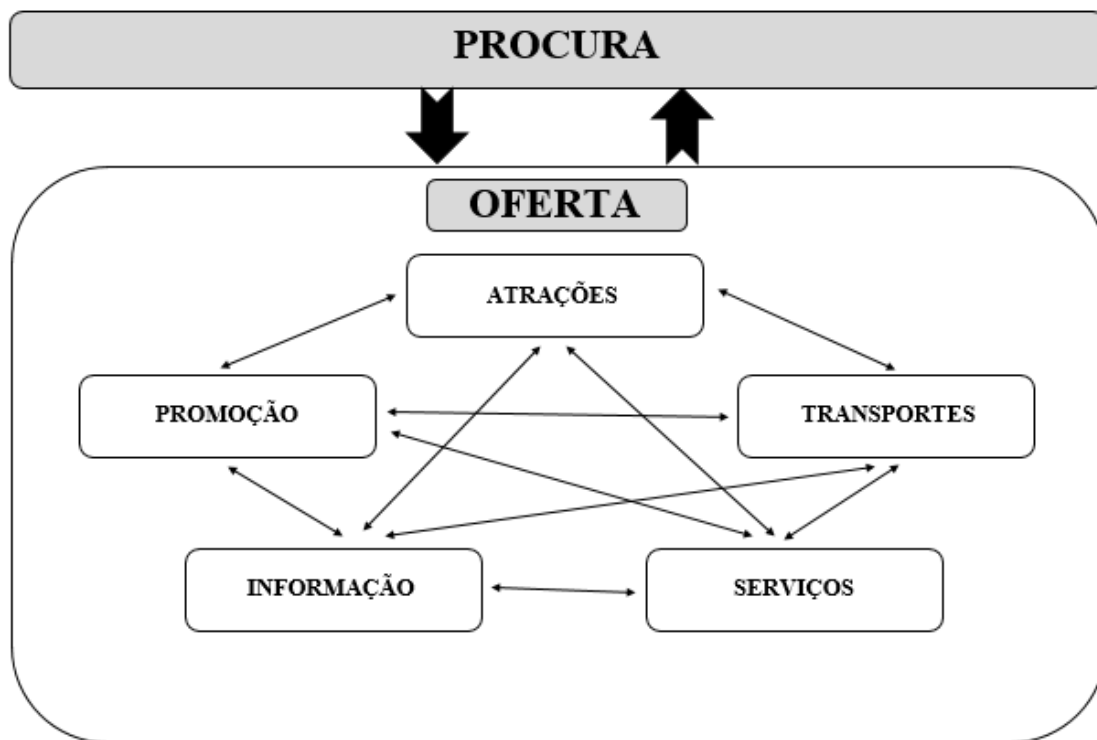 PROCURA
OFERTA
ATRAÇÕES
PROMOÇÃO
TRANSPORTES
INFORMAÇÃO
SERVIÇOS